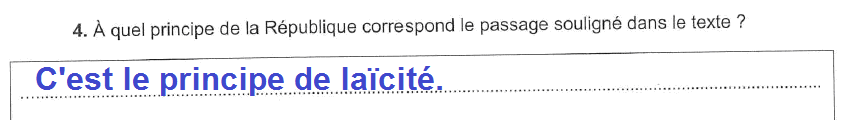 4. À quel principe de la République correspond le passage souligné dans le texte ?
C'est le principe de laïcité.